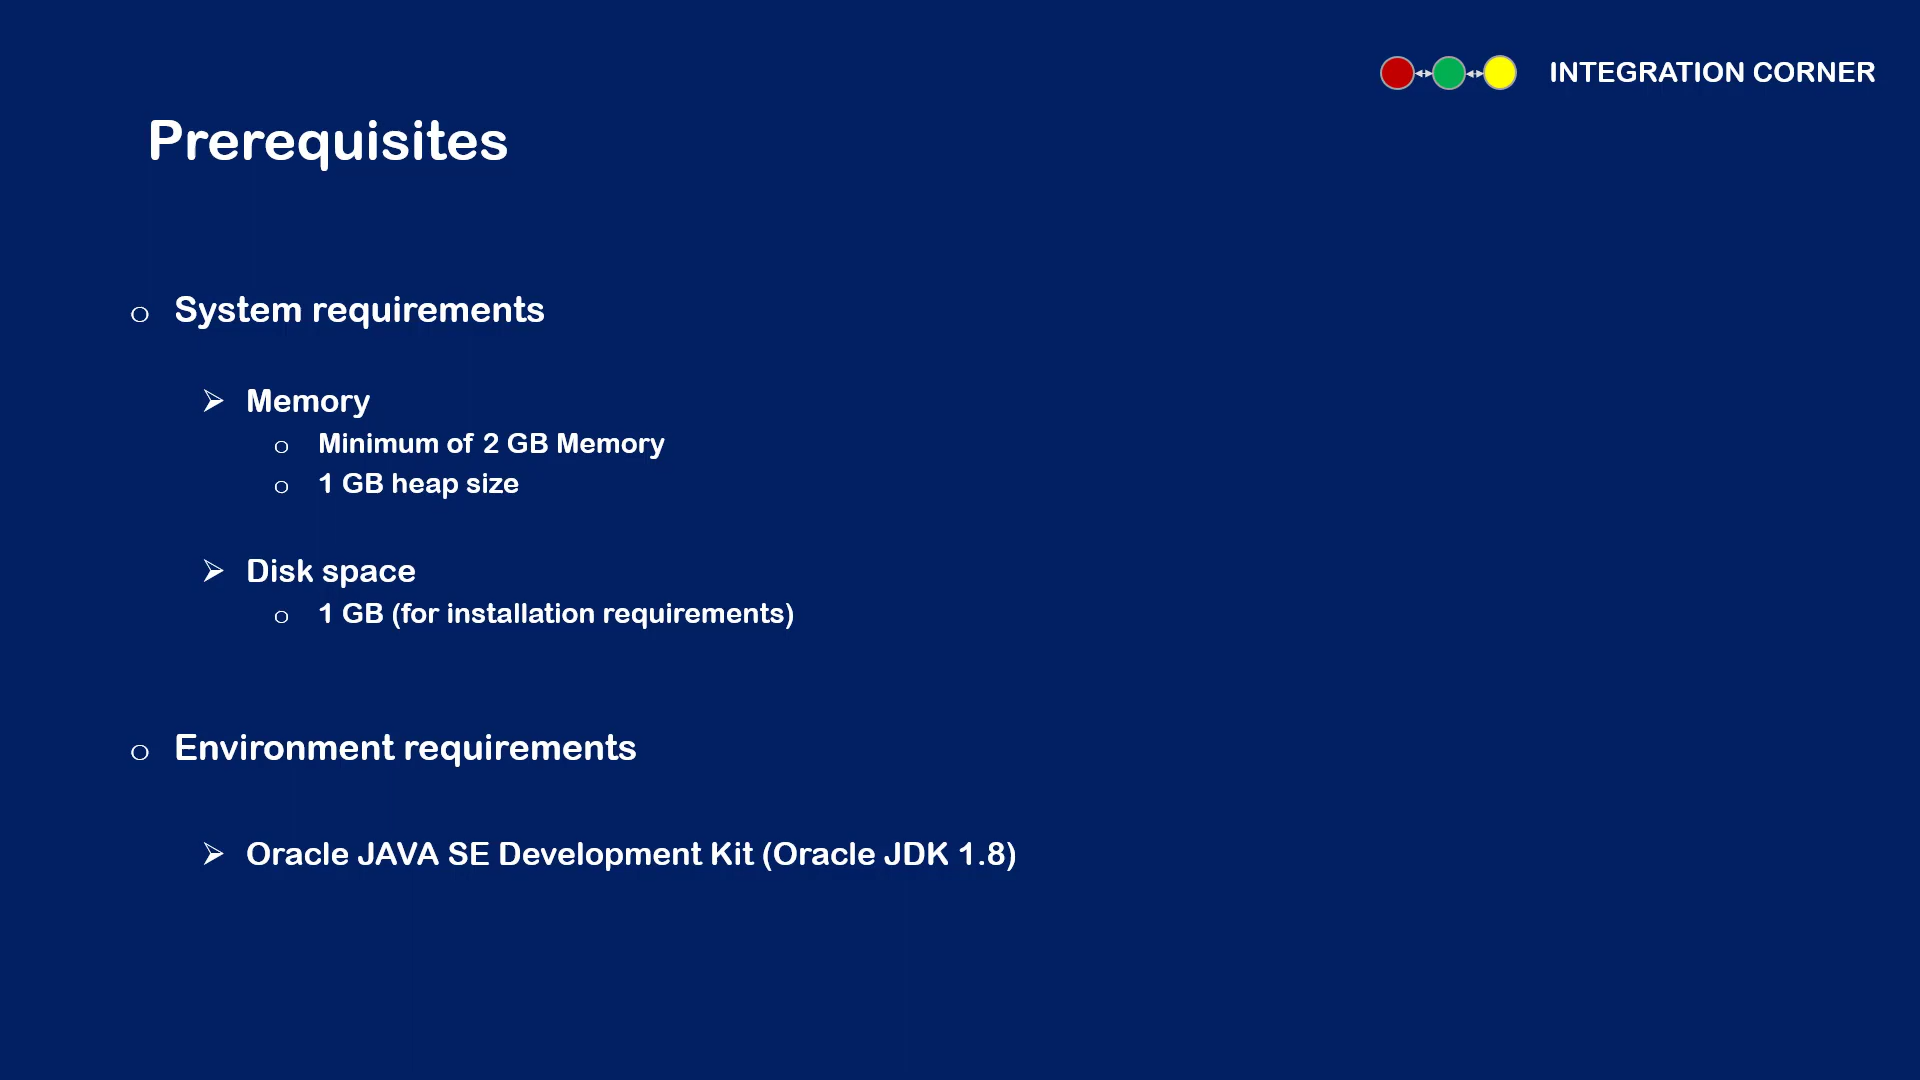 INTEGRATION CORNER
Prerequisites
System requirements
Memory
Minimum of 2 GB Memory
1 GB heap size
Disk space
1 GB (for installation requirements)
Environment requirements
Oracle JAVA SE Development Kit (Oracle JDK 1.8)